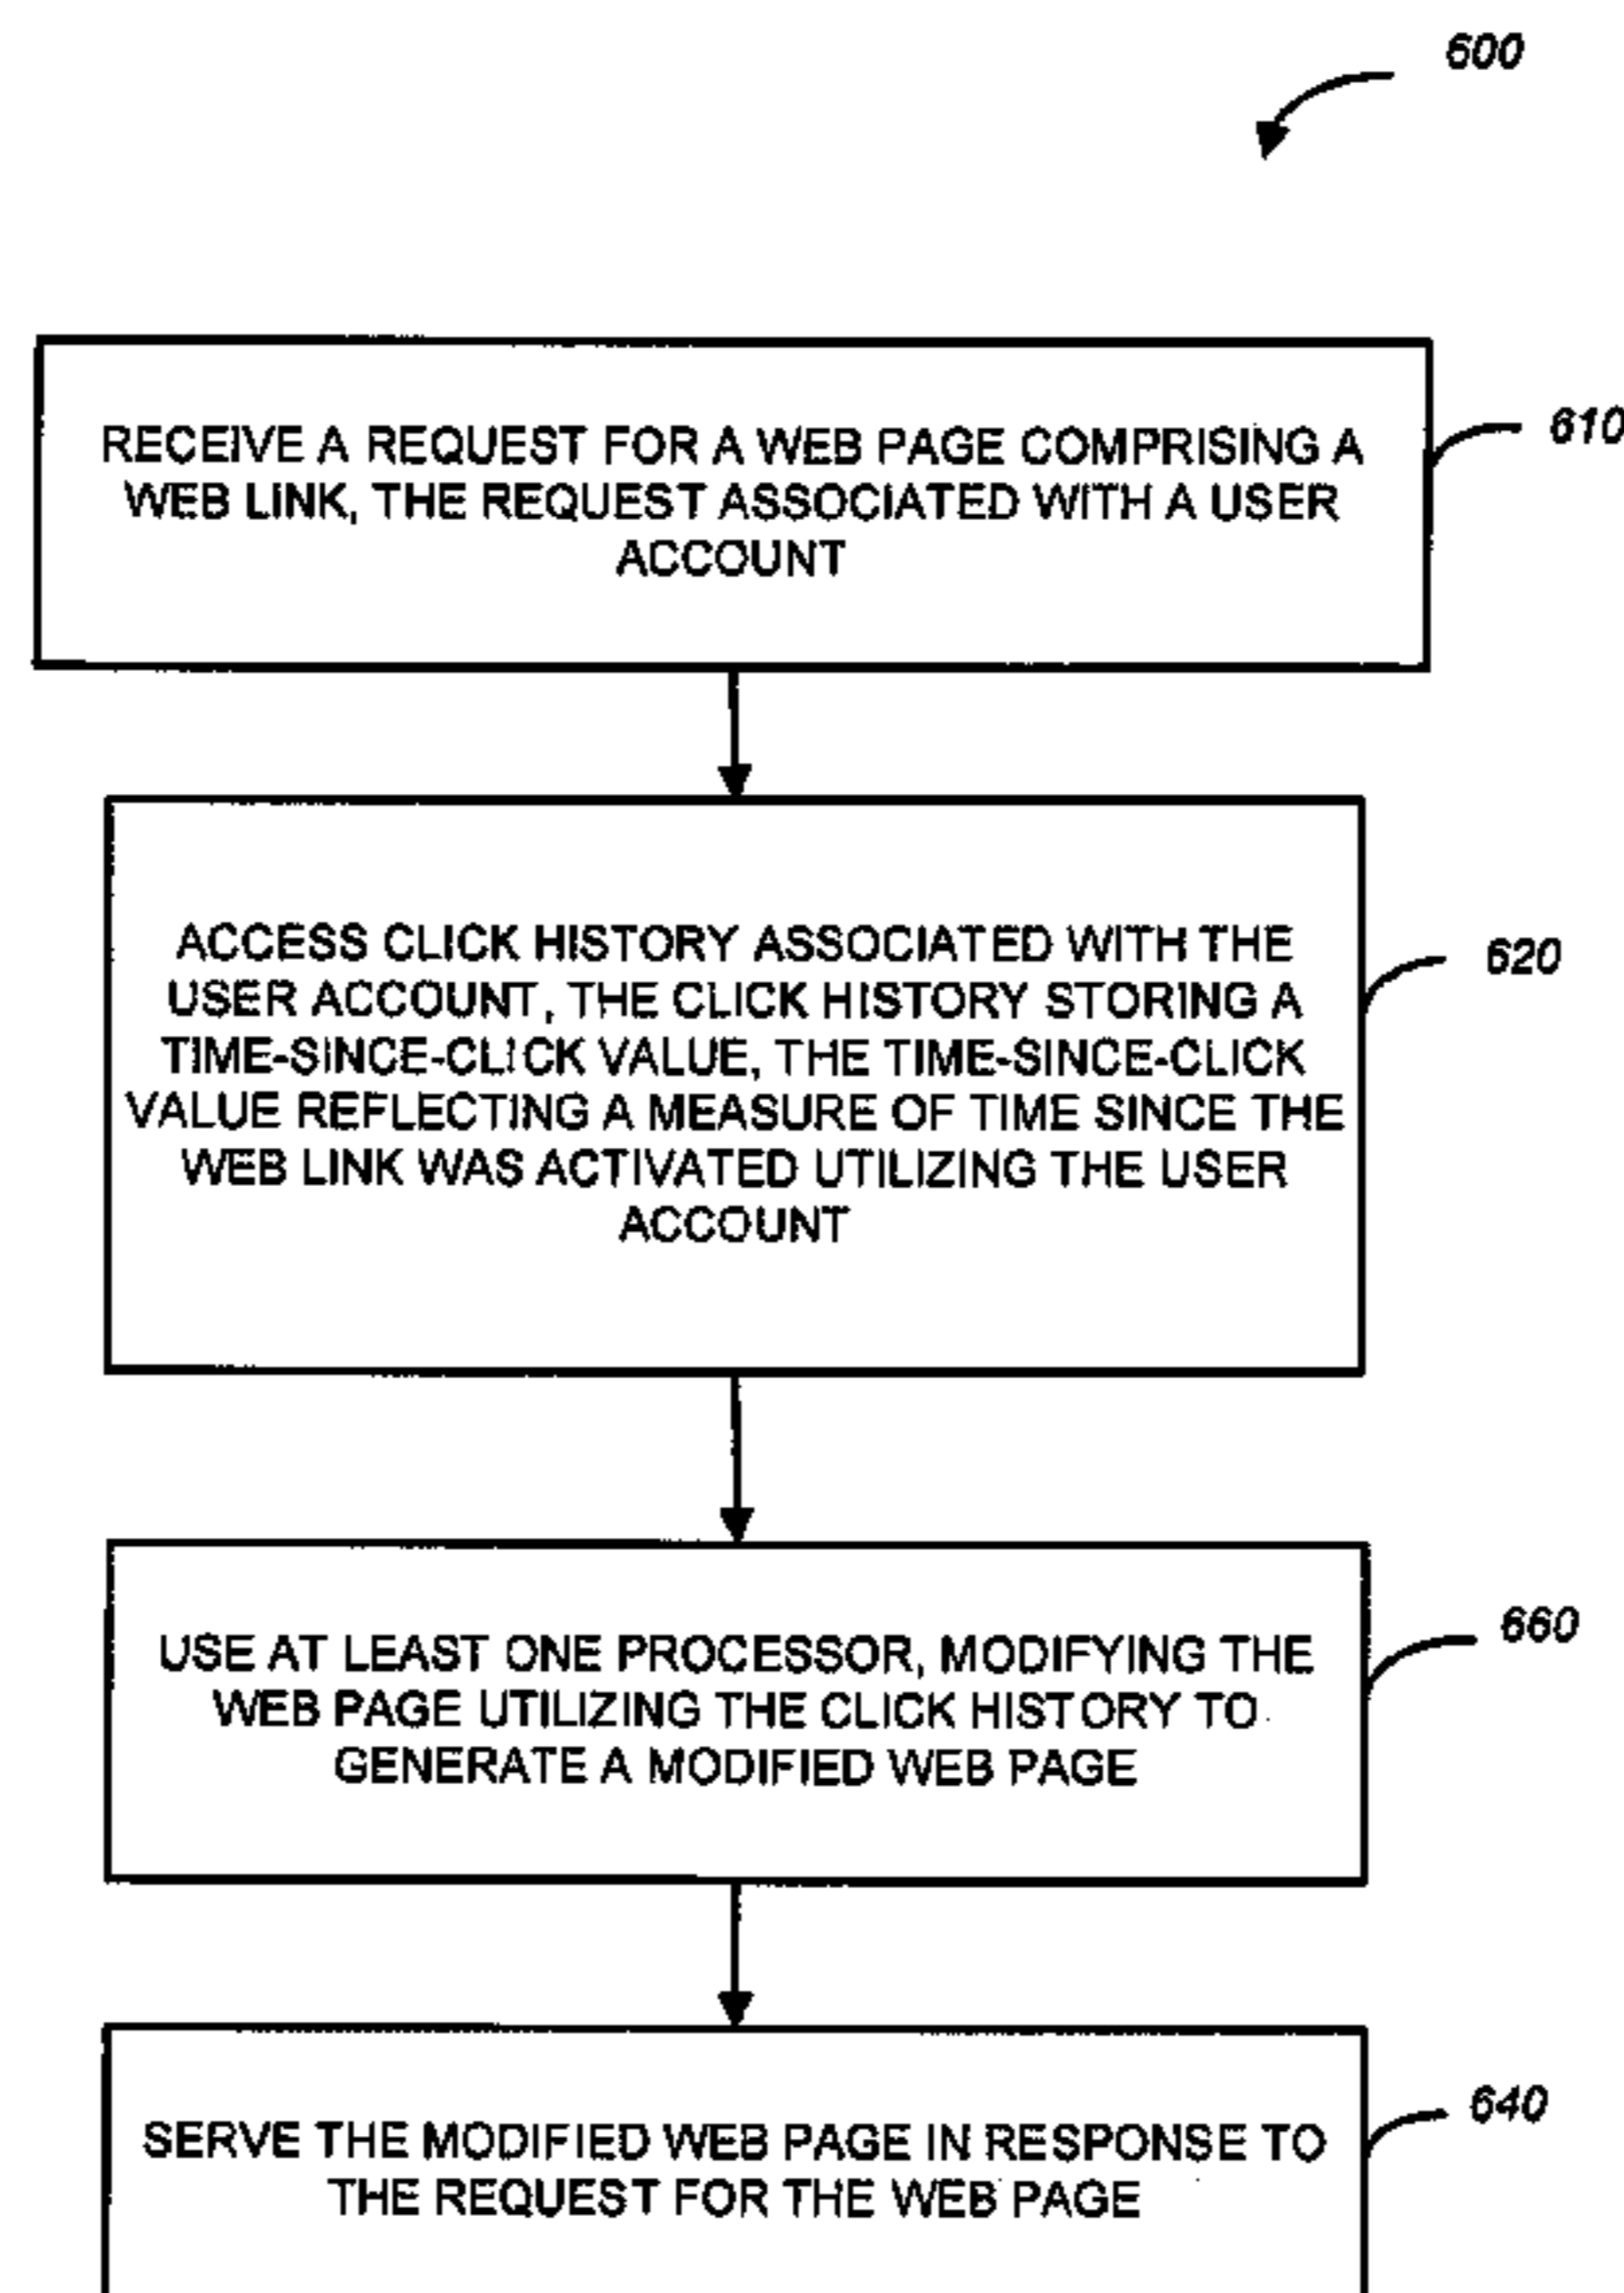 600
610
RECEIVE A REQUEST FOR A WEB PAGE COMPRISING A
WEB LINK, THE REQUEST ASSOCIATED WITH A USER
ACCOUNT
620
ACCESS CLICK HISTORY ASSOCIATED WITH THE
USER ACCOUNT, THE CLICK HISTORY STORING A
TIME-SINCE-CLICK VALUE, THE TIME-SINCE-CLICK
VALUE REFLECTING A MEASURE OF TIME SINCE THE
WEB LINK WAS ACTIVATED UTILIZING THE USER
ACCOUNT
660
USE AT LEAST ONE PROCESSOR, MODIFYING THE
WEB PAGE UTILIZING THE CLICK HISTORY TO
GENERATE A MODIFIED WEB PAGE
640
SERVE THE MODIFIED WEB PAGE IN RESPONSE TO
THE REQUEST FOR THE WEB PAGE